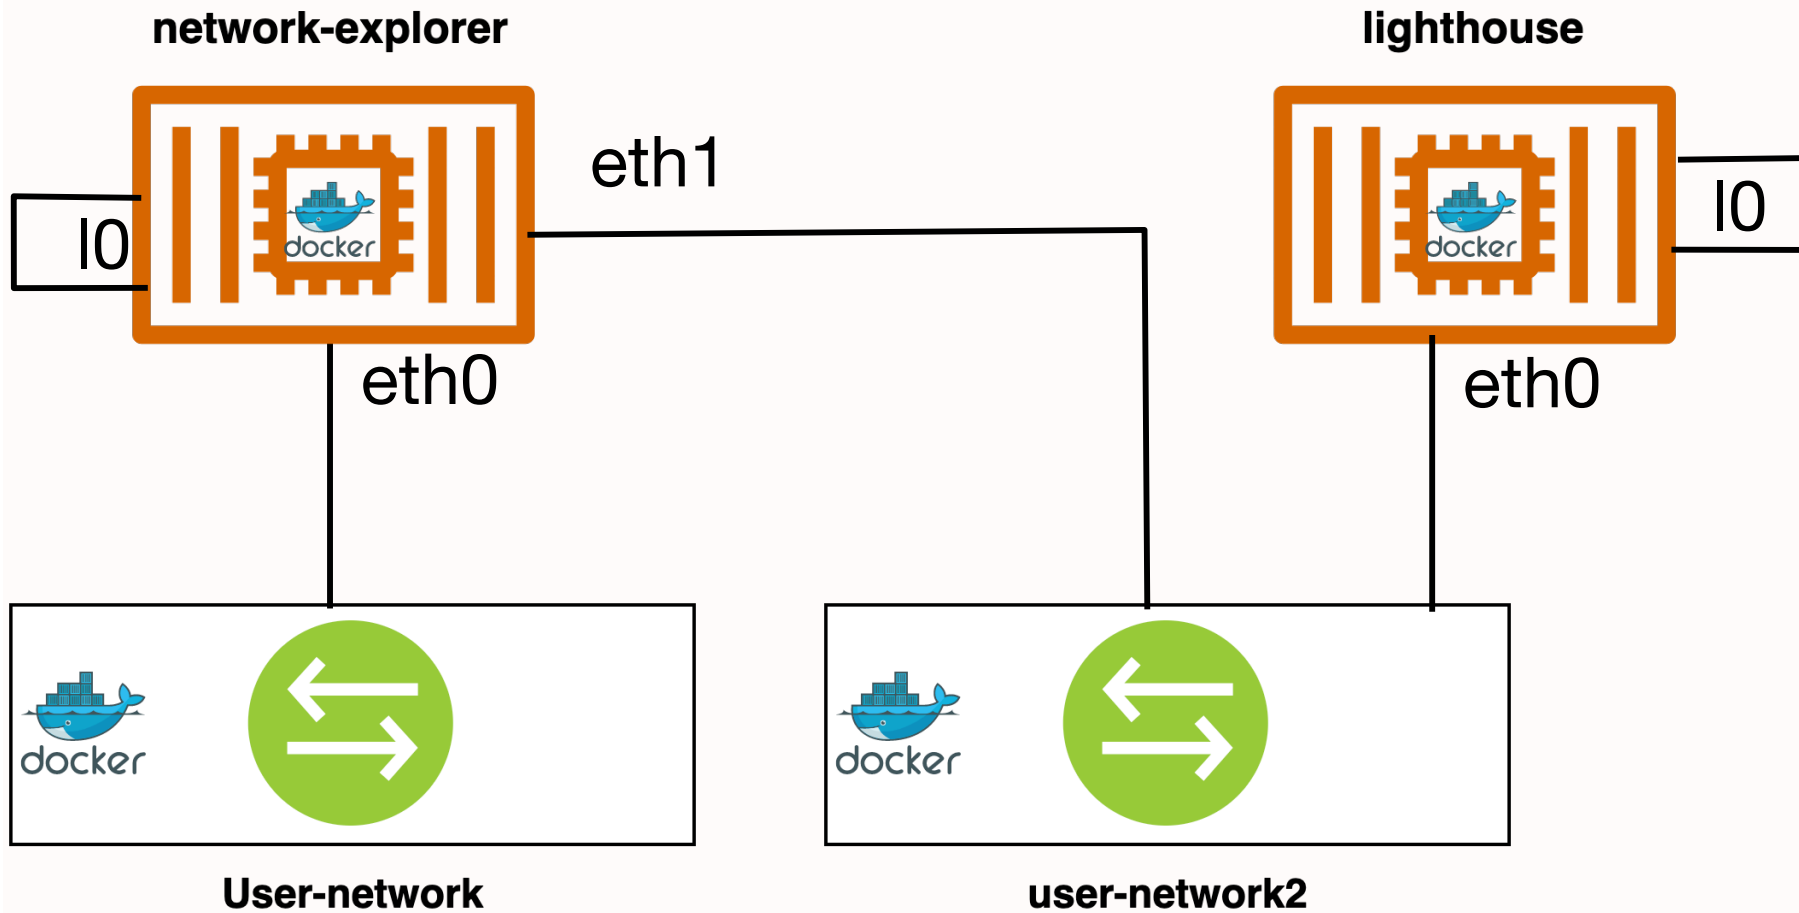 network-explorer
lighthouse
eth1
l0
docker
docker
l0
eth0
eth0
docker
docker
User-network
user-network2